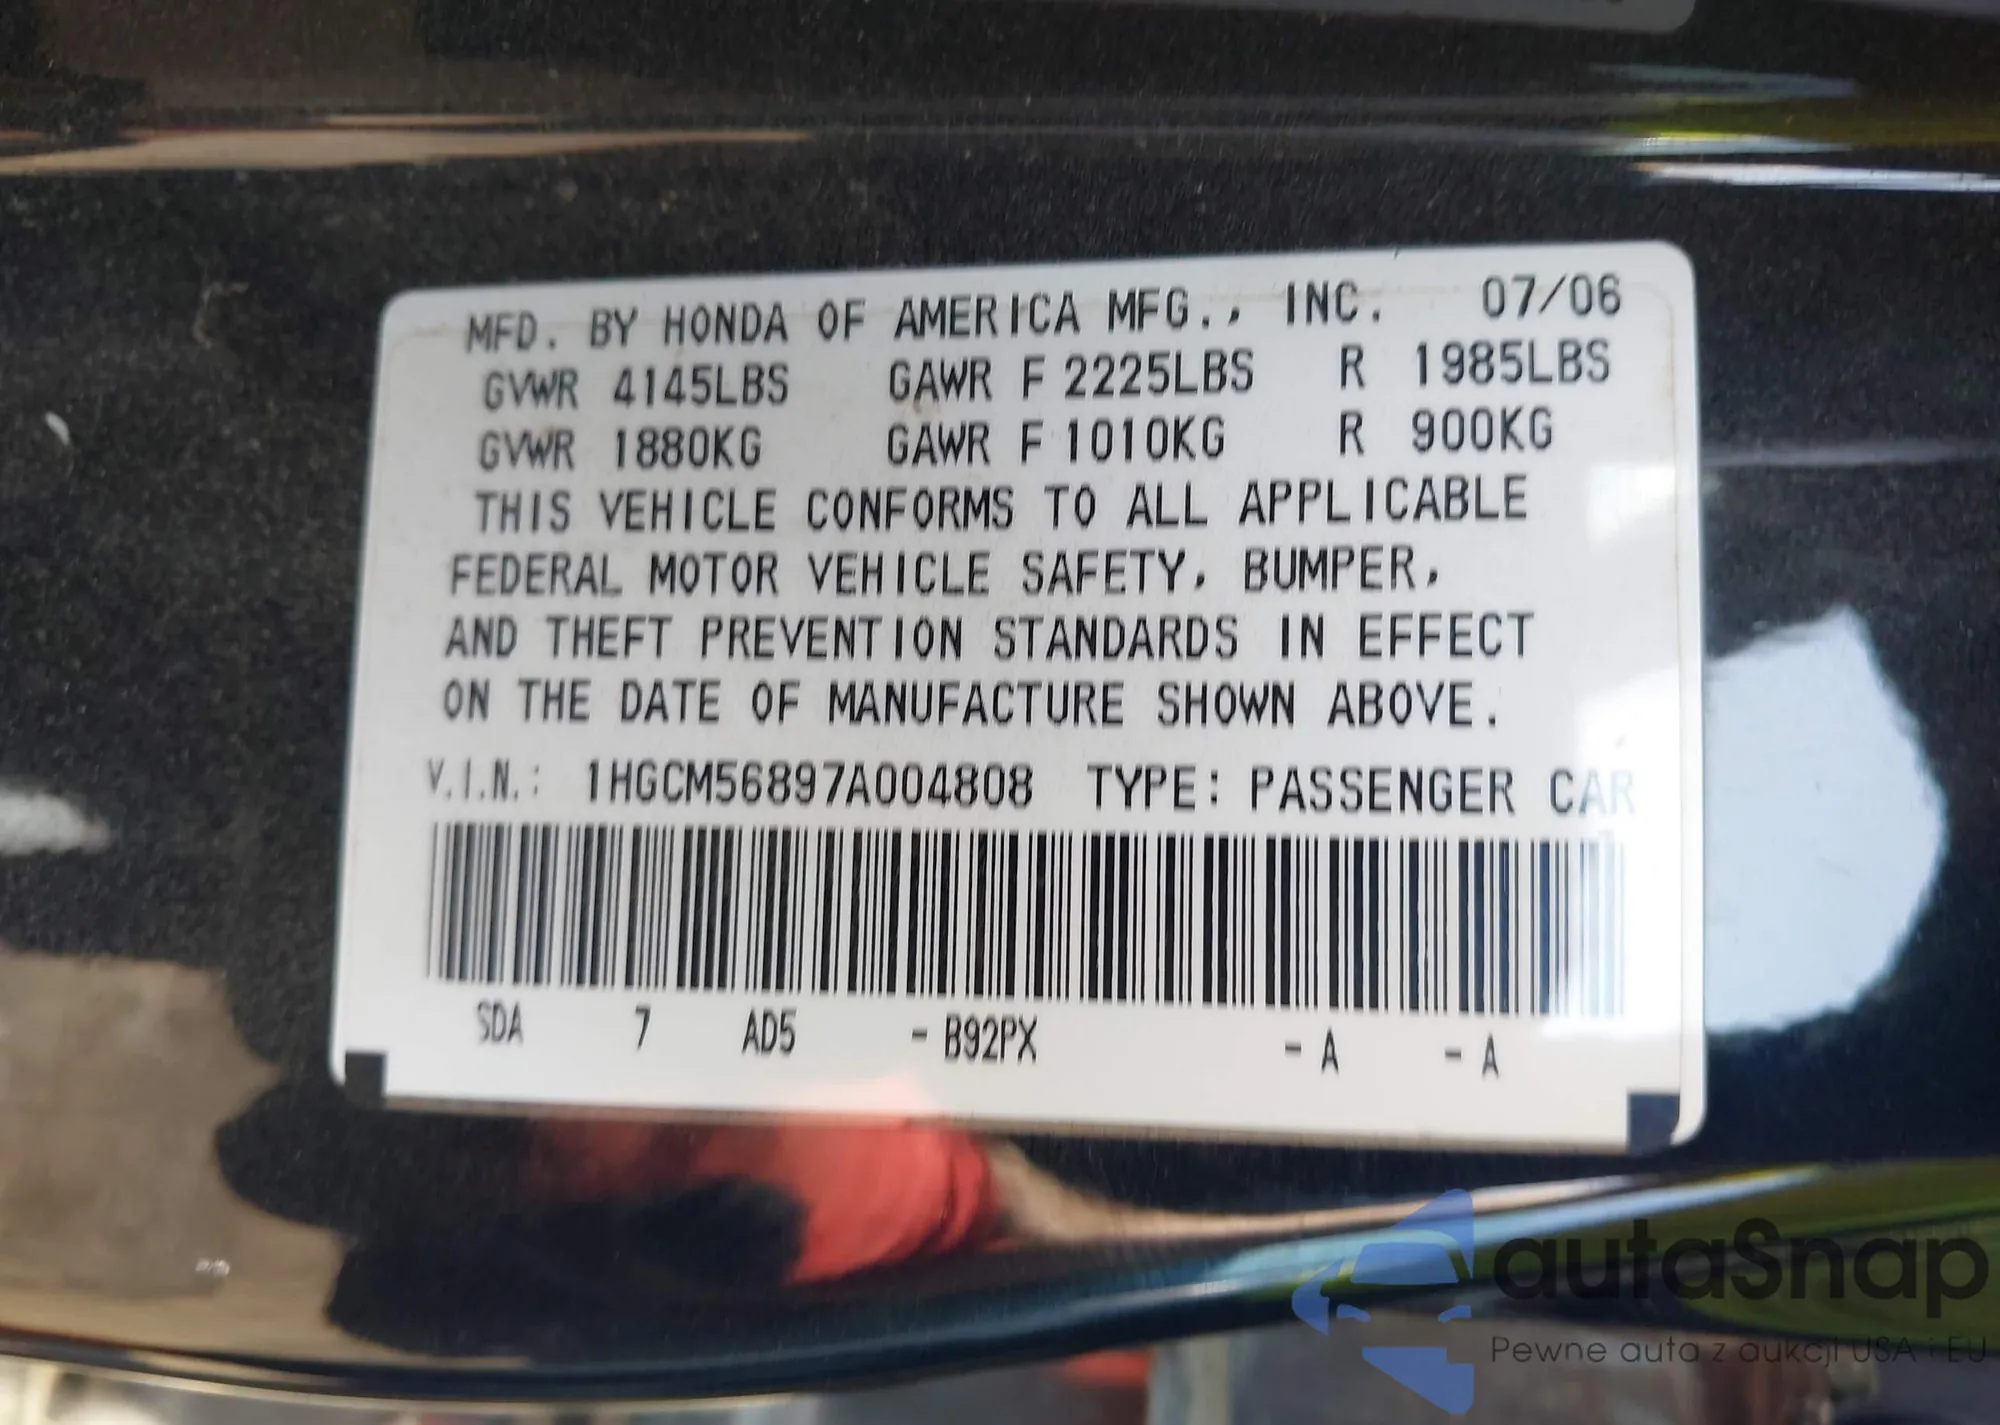 MFD. BY HONDA OF AMERICA MFG., INC. 07/06
GVWR 4145LBS GAWR F 2225LBS R 1985LBS
GVWR 1880KG GAWR F 1010KG R 900KG
THIS VEHICLE CONFORMS TO ALL APPLICABLE
FEDERAL MOTOR VEHICLE SAFETY, BUMPER,
AND THEFT PREVENTION STANDARDS IN EFFECT
ON THE DATE OF MANUFACTURE SHOWN ABOVE.
V.I.N.: 1HGCM56897A004808 TYPE: PASSENGER CAR
SDA 7 AD5 - B92PX - A - A
autaSnap
Pewne auta z aukcji USA i EU